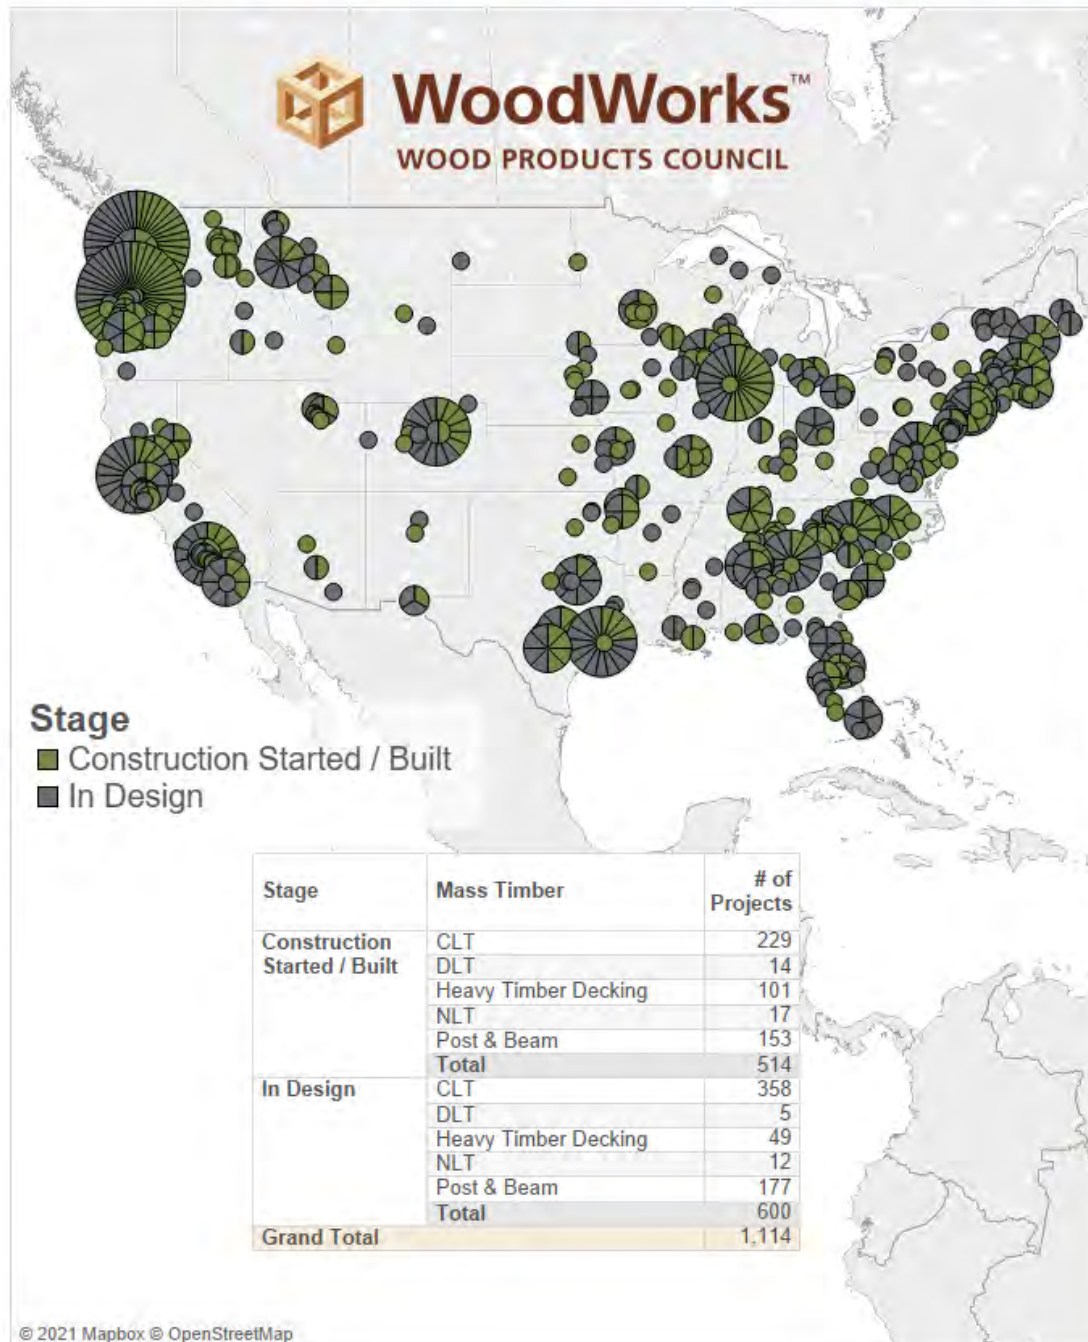 WoodWorks™
WOOD PRODUCTS COUNCIL
Stage
Construction Started / Built
In Design
Stage Mass Timber # of Projects
Construction Started / Built CLT 229
DLT 14
Heavy Timber Decking 101
NLT 17
Post & Beam 153
Total 514
In Design CLT 358
DLT 5
Heavy Timber Decking 49
NLT 12
Post & Beam 177
Total 600
Grand Total 1,114
© 2021 Mapbox © OpenStreetMap